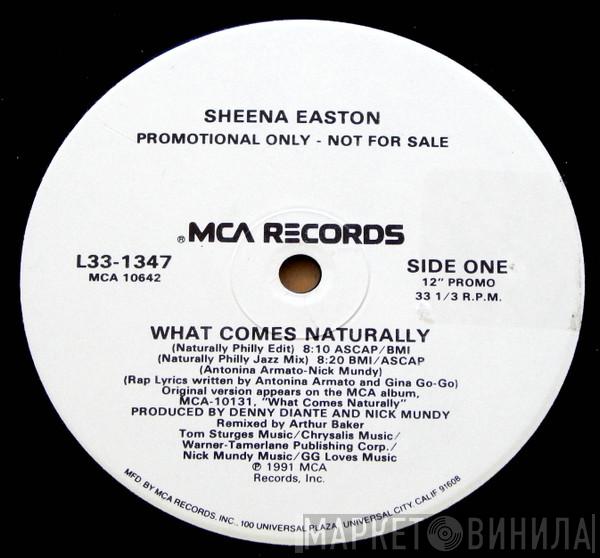 SHEENA EASTON
PROMOTIONAL ONLY - NOT FOR SALE
® MCA RECORDS
L33-1347
MCA 10642
SIDE ONE
12" PROMO
33 1/3 R.P.M.
WHAT COMES NATURALLY
(Naturally Philly Edit) 8:10 ASCAP/BMI
(Naturally Philly Jazz Mix) 8:20 BMI/ASCAP
(Antonina Armato-Nick Mundy)
(Rap Lyrics written by Antonina Armato and Gina Go-Go)
Original version appears on the MCA album,
MCA-10131, "What Comes Naturally"
PRODUCED BY DENNY DIANTE AND NICK MUNDY
Remixed by Arthur Baker
Tom Sturges Music/Chrysalis Music/
Warner-Tamerlane Publishing Corp./
Nick Mundy Music/GG Loves Music
℗ 1991 MCA
Records, Inc.
MFD BY MCA RECORDS, INC., 100 UNIVERSAL PLAZA, UNIVERSAL CITY, CALIF 91608
МАРКЕТ ВИНИЛА